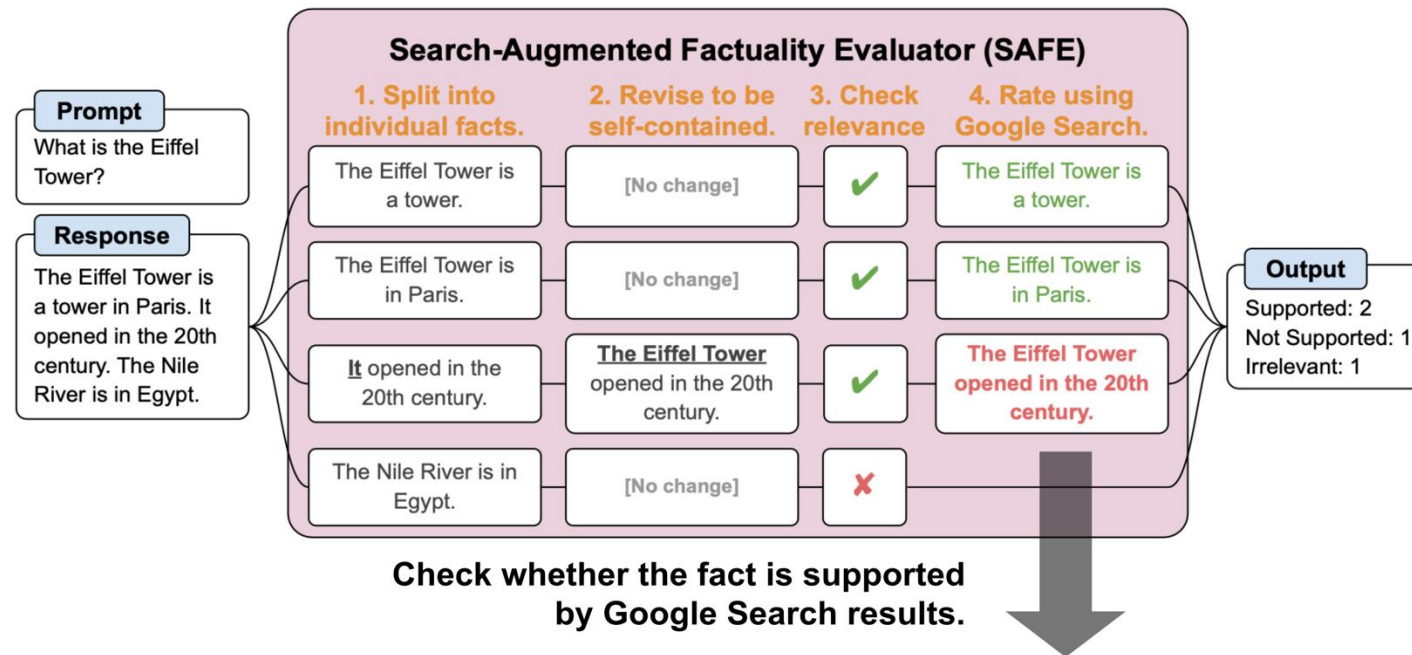 Search-Augmented Factuality Evaluator (SAFE)
1. Split into
individual facts.
2. Revise to be
self-contained.
3. Check
relevance
4. Rate using
Google Search.
Prompt
What is the Eiffel
Tower?
Response
The Eiffel Tower is
a tower in Paris. It
opened in the 20th
century. The Nile
River is in Egypt.
The Eiffel Tower is
a tower.
[No change]
✔
The Eiffel Tower is
a tower.
The Eiffel Tower is
in Paris.
[No change]
✔
The Eiffel Tower is
in Paris.
It opened in the
20th century.
The Eiffel Tower
opened in the 20th
century.
✔
The Eiffel Tower
opened in the 20th
century.
The Nile River is in
Egypt.
[No change]
✘
Output
Supported: 2
Not Supported: 1
Irrelevant: 1
Check whether the fact is supported
by Google Search results.